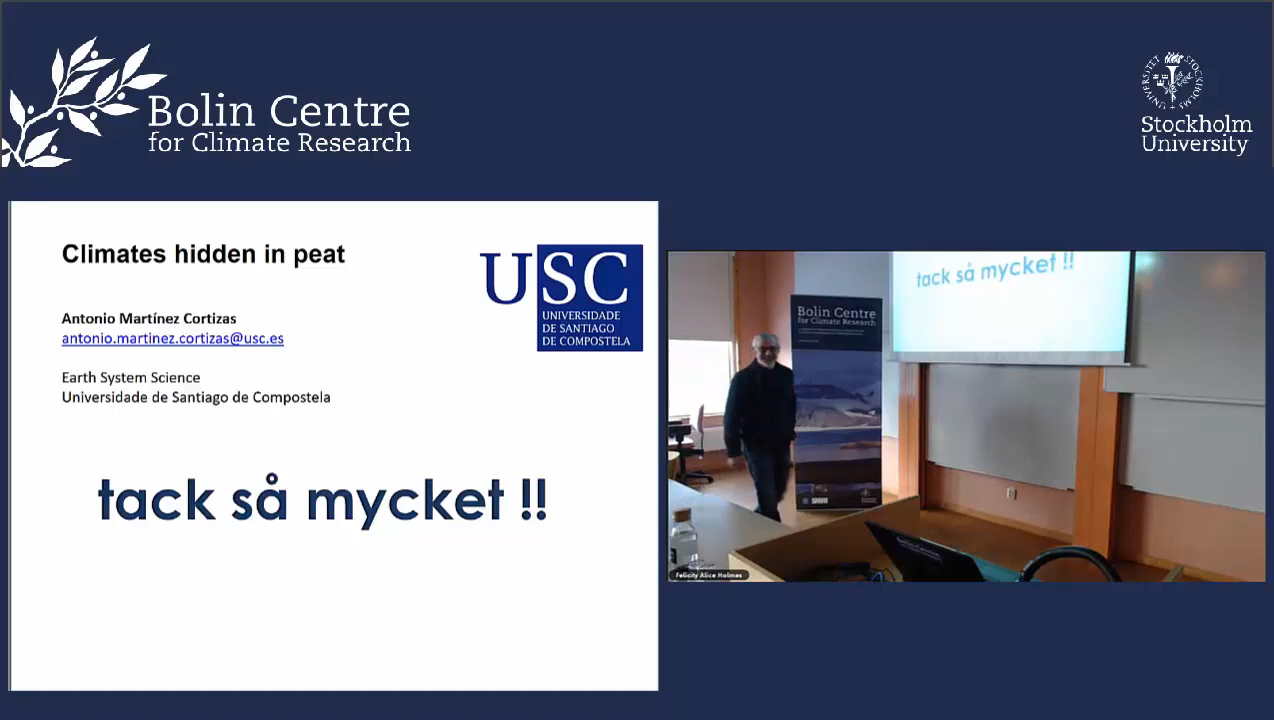 Bolin Centre
for Climate Research
UNIVERSITET STOCKHOLMS
Stockholm
University
Climates hidden in peat
USC
UNIVERSIDADE
DE SANTIAGO
DE COMPOSTELA
Antonio Martínez Cortizas
antonio.martinez.cortizas@usc.es
Earth System Science
Universidade de Santiago de Compostela
tack så mycket !!
tack så mycket !!
Bolin Centre
for Climate Research
Felicity Alice Holmes